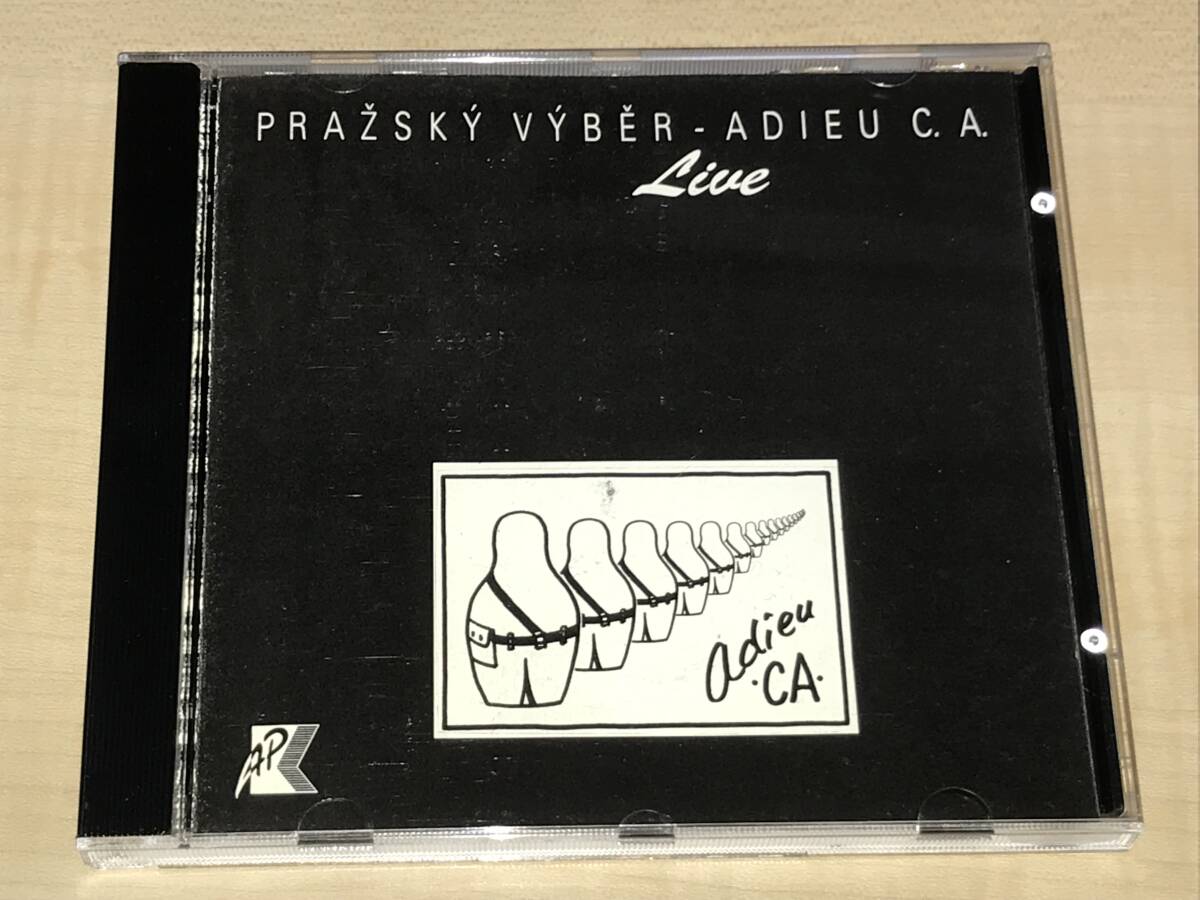 PRAŽSKÝ VÝBĚR - ADIEU C. A.
Live
adieu
.CA.
AP